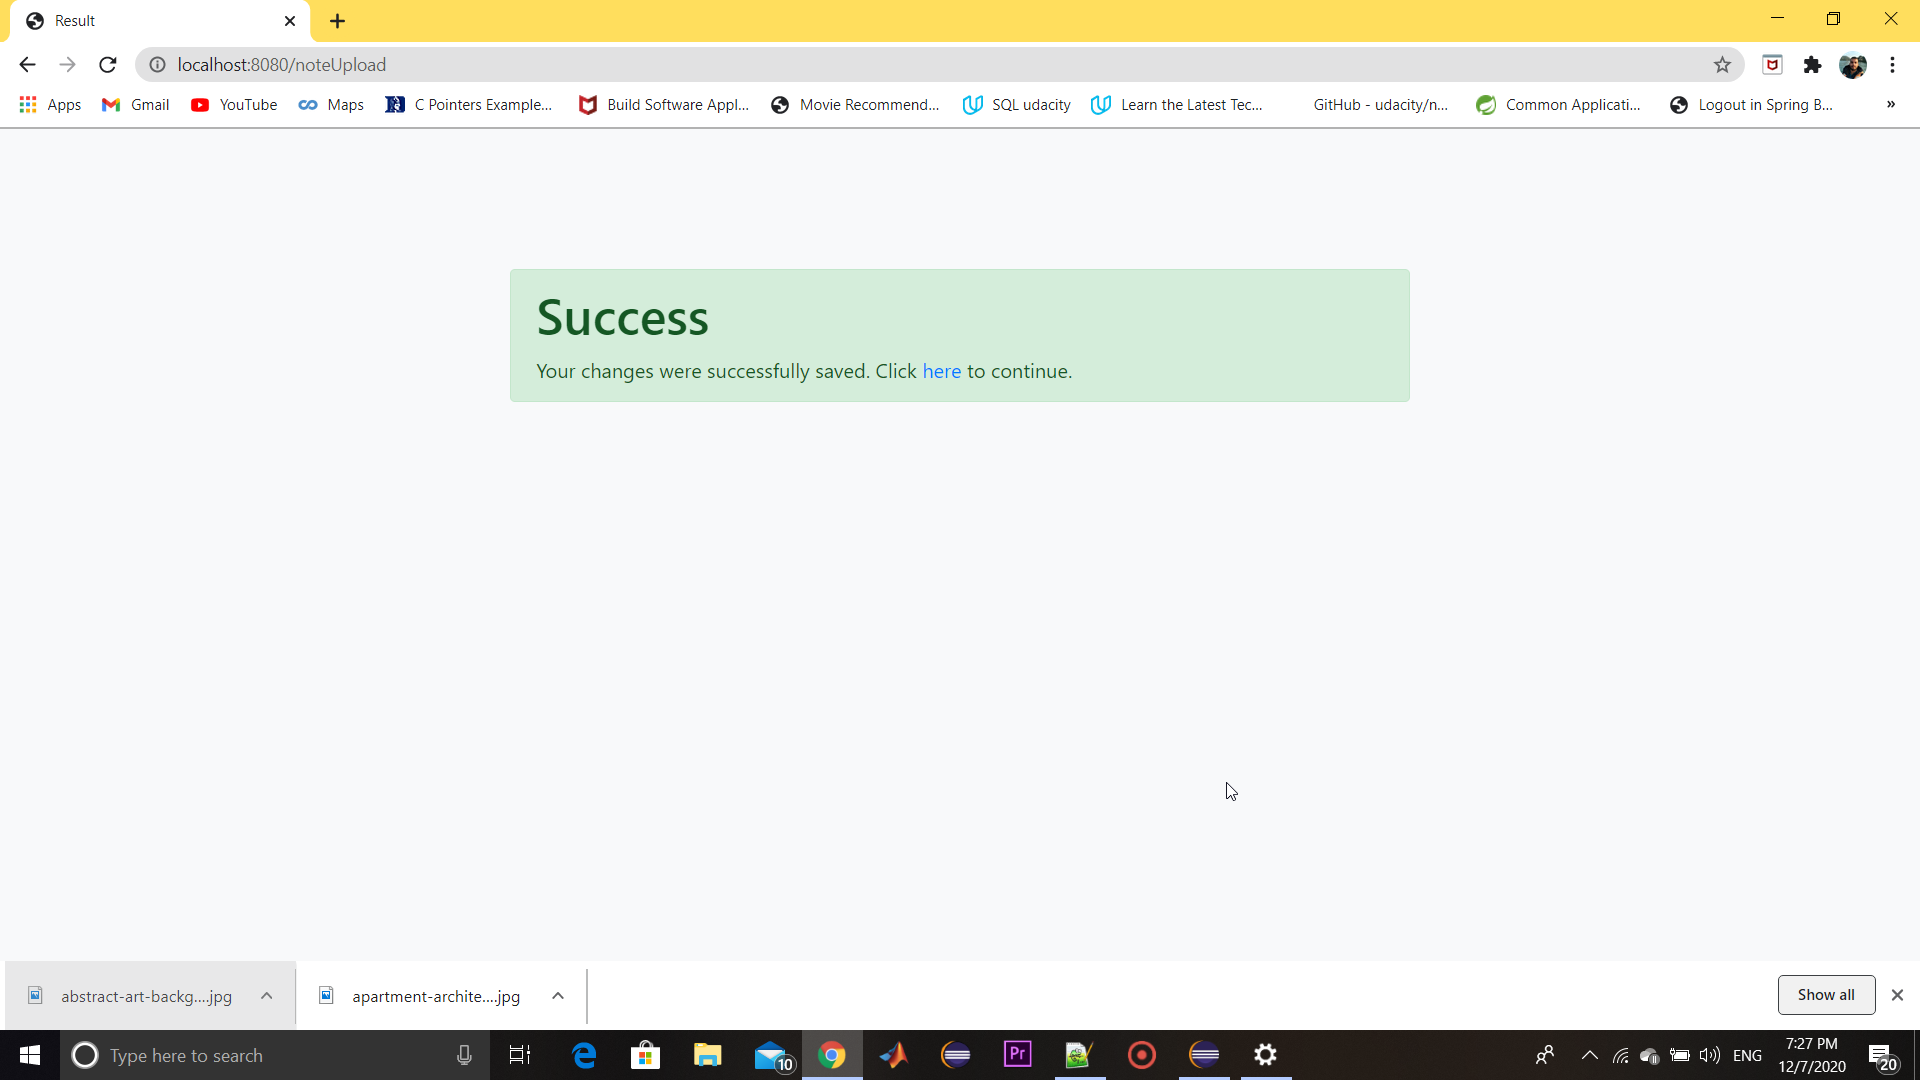 Result
localhost:8080/noteUpload
Apps Gmail YouTube Maps C Pointers Example... Build Software Appl... Movie Recommend... SQL udacity Learn the Latest Tec... GitHub - udacity/n... Common Applicati... Logout in Spring B... »
Success
Your changes were successfully saved. Click here to continue.
abstract-art-backg....jpg apartment-archite....jpg Show all
Type here to search 10 Pr ENG 7:27 PM
12/7/2020 20